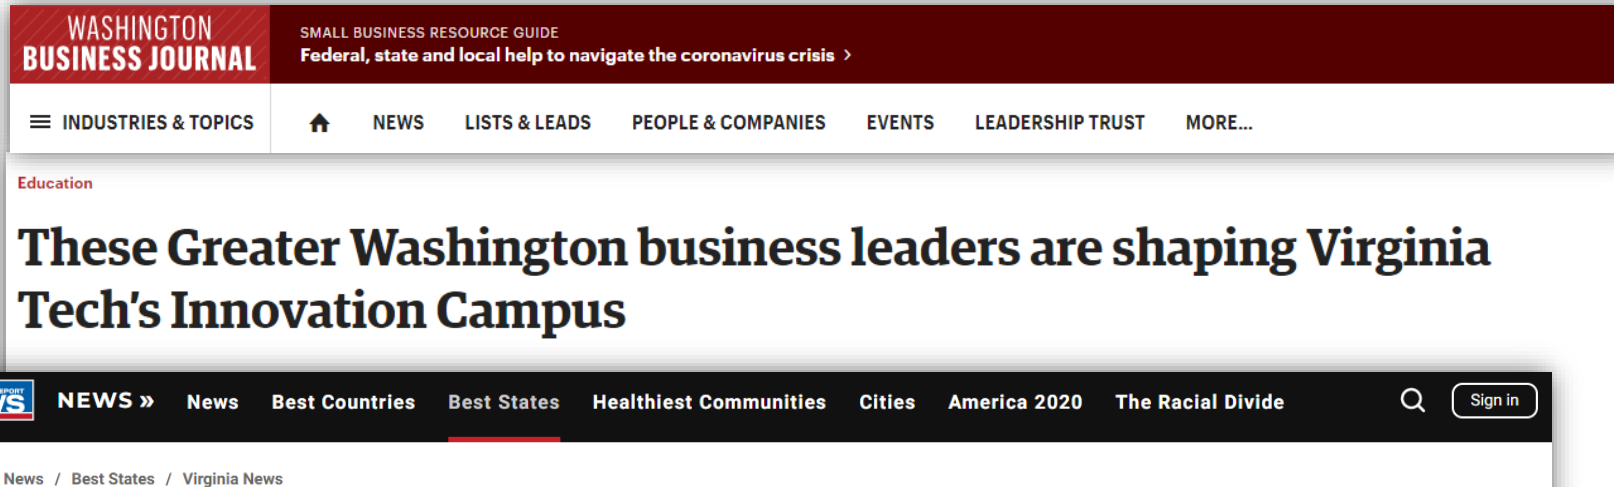 WASHINGTON
BUSINESS JOURNAL
SMALL BUSINESS RESOURCE GUIDE
Federal, state and local help to navigate the coronavirus crisis >
INDUSTRIES & TOPICS NEWS LISTS & LEADS PEOPLE & COMPANIES EVENTS LEADERSHIP TRUST MORE...
Education
These Greater Washington business leaders are shaping Virginia
Tech's Innovation Campus
NEWS » News Best Countries Best States Healthiest Communities Cities America 2020 The Racial Divide Sign in
News / Best States / Virginia News